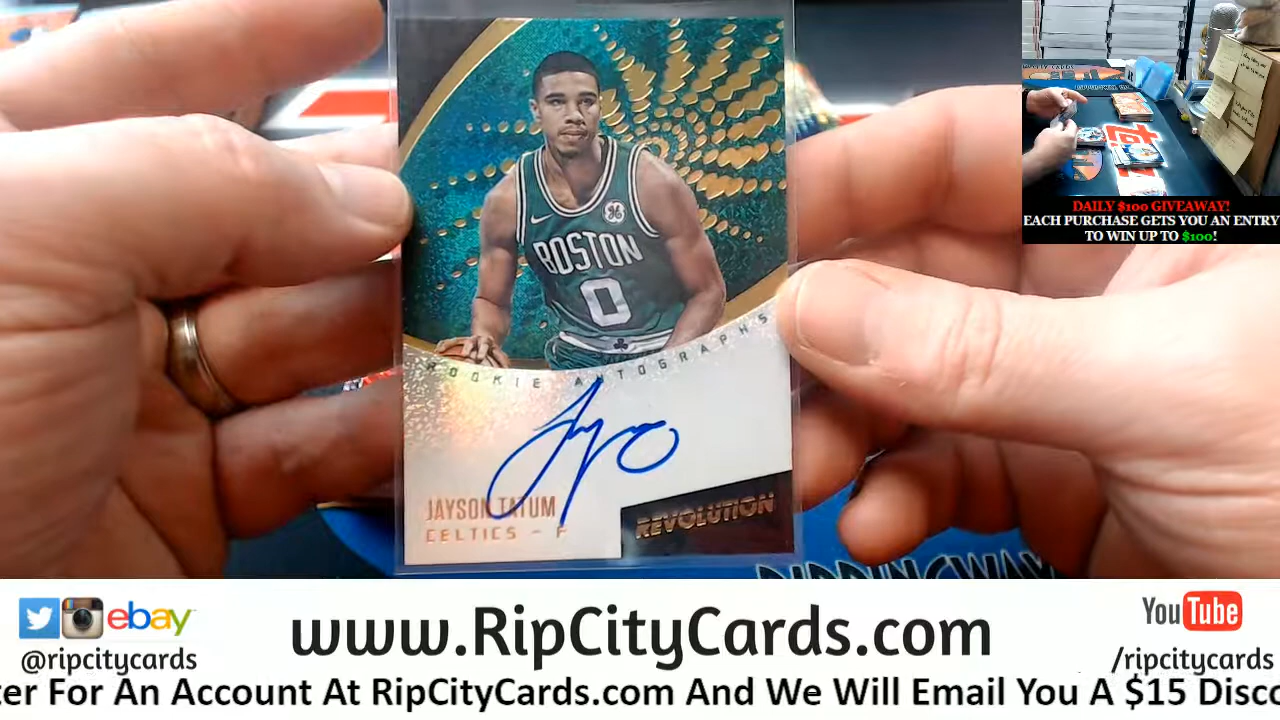 BOSTON
0
ROOKIE AUTOGRAPHS
JAYSON TATUM
CELTICS - F
REVOLUTION
DAILY $100 GIVEAWAY!
EACH PURCHASE GETS YOU AN ENTRY
TO WIN UP TO $100!
ebay
@ripcitycards
www.RipCityCards.com
YouTube
/ripcitycards
ter For An Account At RipCityCards.com And We Will Email You A $15 Disco